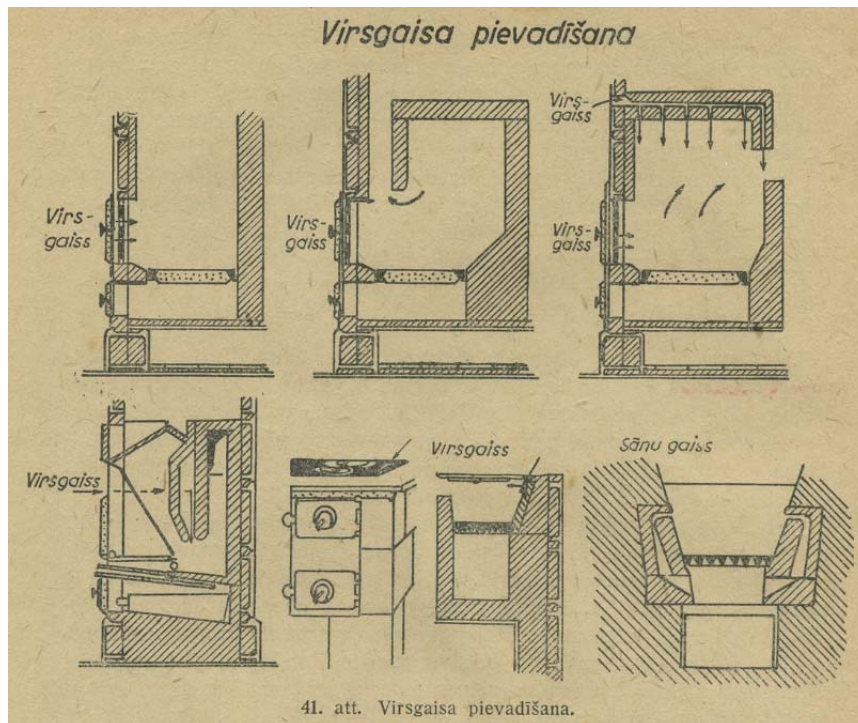 Virsgaisa pievadīšana
Virs-
gaiss
Virs-
gaiss
Virs-
gaiss
Virs-
gaiss
Virsgaiss
Virsgaiss
Sānu gaiss
41. att. Virsgaisa pievadīšana.